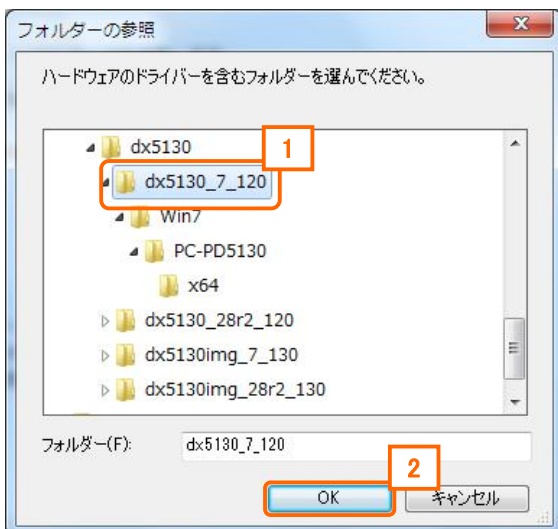 フォルダーの参照
ハードウェアのドライバーを含むフォルダーを選んでください。
dx5130
1
dx5130_7_120
Win7
PC-PD5130
x64
dx5130_28r2_120
dx5130img_7_130
dx5130img_28r2_130
フォルダー(F): dx5130_7_120
2
OK キャンセル